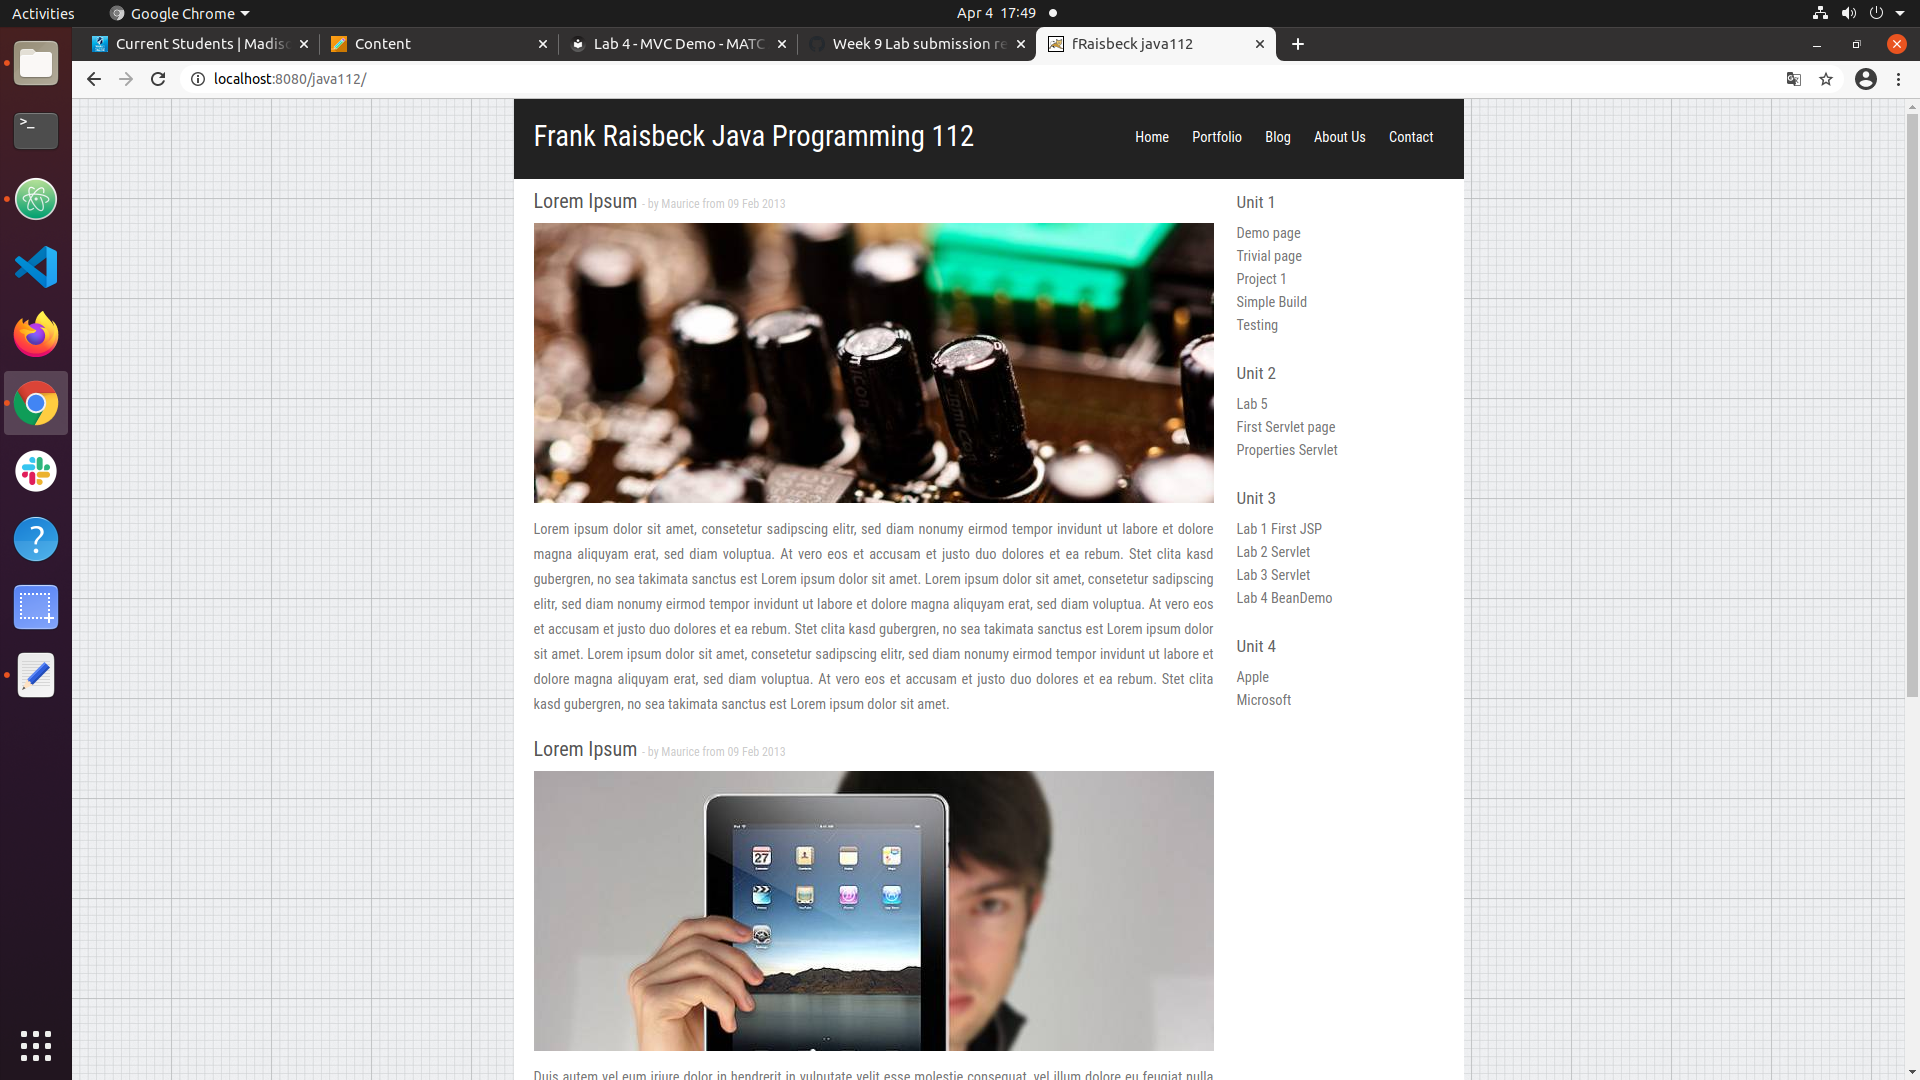 Activities
Google Chrome
Apr 4 17:49
Current Students | Madisc
Content
Lab 4 - MVC Demo - MATC
Week 9 Lab submission re
fRaisbeck java112
localhost:8080/java112/
Frank Raisbeck Java Programming 112
Home
Portfolio
Blog
About Us
Contact
Lorem Ipsum - by Maurice from 09 Feb 2013
Lorem ipsum dolor sit amet, consetetur sadipscing elitr, sed diam nonumy eirmod tempor invidunt ut labore et dolore
magna aliquyam erat, sed diam voluptua. At vero eos et accusam et justo duo dolores et ea rebum. Stet clita kasd
gubergren, no sea takimata sanctus est Lorem ipsum dolor sit amet. Lorem ipsum dolor sit amet, consetetur sadipscing
elitr, sed diam nonumy eirmod tempor invidunt ut labore et dolore magna aliquyam erat, sed diam voluptua. At vero eos
et accusam et justo duo dolores et ea rebum. Stet clita kasd gubergren, no sea takimata sanctus est Lorem ipsum dolor
sit amet. Lorem ipsum dolor sit amet, consetetur sadipscing elitr, sed diam nonumy eirmod tempor invidunt ut labore et
dolore magna aliquyam erat, sed diam voluptua. At vero eos et accusam et justo duo dolores et ea rebum. Stet clita
kasd gubergren, no sea takimata sanctus est Lorem ipsum dolor sit amet.
Lorem Ipsum - by Maurice from 09 Feb 2013
27
Duis autem vel eum iriure dolor in hendrerit in vulputate velit esse molestie consequat, vel illum dolore eu feugiat nulla
Unit 1
Demo page
Trivial page
Project 1
Simple Build
Testing
Unit 2
Lab 5
First Servlet page
Properties Servlet
Unit 3
Lab 1 First JSP
Lab 2 Servlet
Lab 3 Servlet
Lab 4 BeanDemo
Unit 4
Apple
Microsoft